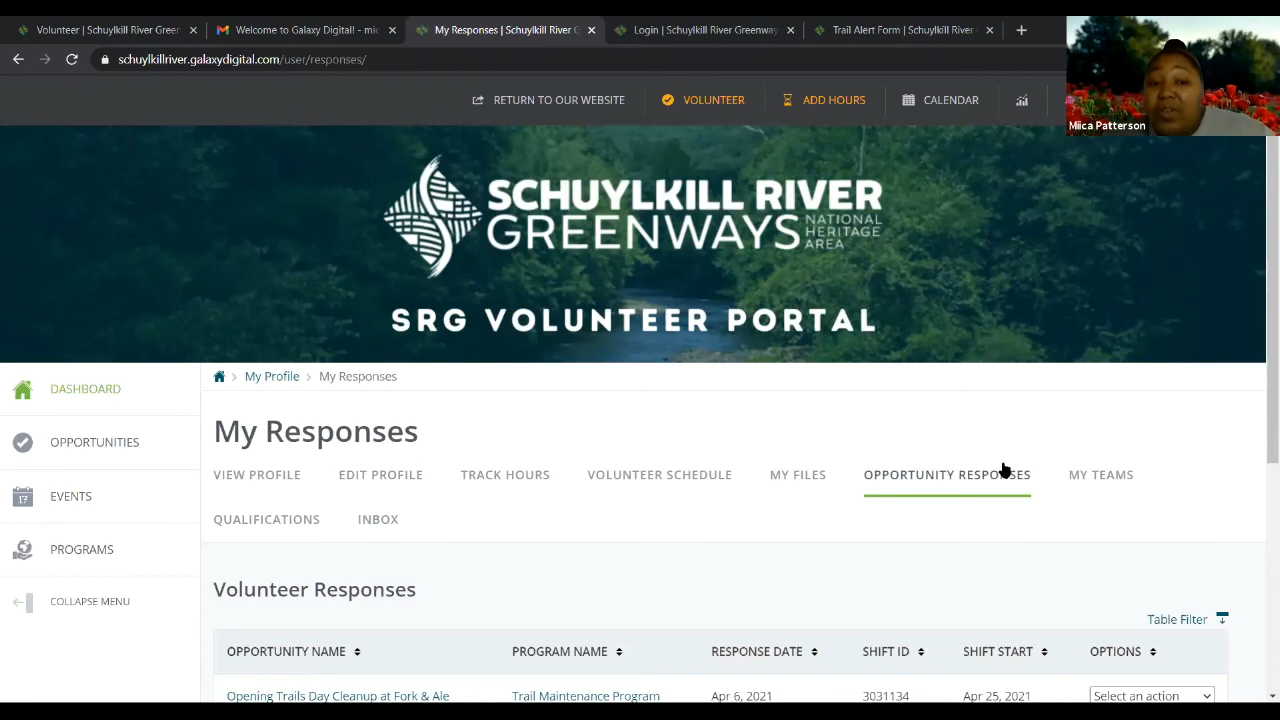 Volunteer | Schuylkill River Green
Welcome to Galaxy Digital! - mi
My Responses | Schuylkill River G
Login | Schuylkill River Greenway
Trail Alert Form | Schuylkill River
schuylkillriver.galaxydigital.com/user/responses/
RETURN TO OUR WEBSITE
VOLUNTEER
ADD HOURS
CALENDAR
Miica Patterson
SCHUYLKILL RIVER
GREENWAYS
NATIONAL
HERITAGE
AREA
SRG VOLUNTEER PORTAL
DASHBOARD
OPPORTUNITIES
17
EVENTS
PROGRAMS
COLLAPSE MENU
My Profile > My Responses
My Responses
VIEW PROFILE EDIT PROFILE TRACK HOURS VOLUNTEER SCHEDULE MY FILES OPPORTUNITY RESPONSES MY TEAMS
QUALIFICATIONS INBOX
Volunteer Responses
Table Filter
OPPORTUNITY NAME PROGRAM NAME RESPONSE DATE SHIFT ID SHIFT START OPTIONS
Opening Trails Day Cleanup at Fork & Ale Trail Maintenance Program Apr 6, 2021 3031134 Apr 25, 2021 Select an action